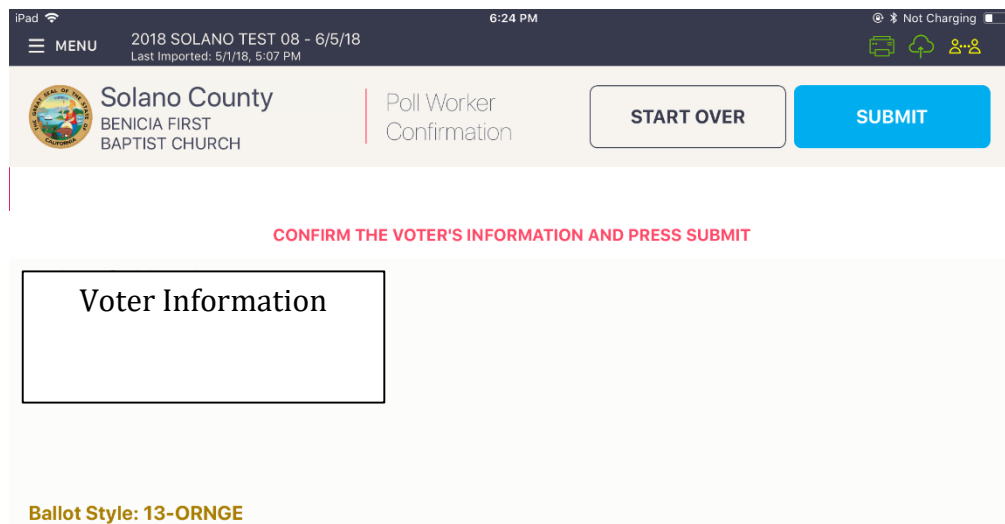 iPad 6:24 PM Not Charging
MENU 2018 SOLANO TEST 08 - 6/5/18
Last Imported: 5/1/18, 5:07 PM
Solano County
BENICIA FIRST
BAPTIST CHURCH
Poll Worker
Confirmation
START OVER
SUBMIT
CONFIRM THE VOTER'S INFORMATION AND PRESS SUBMIT
Voter Information
Ballot Style: 13-ORNGE